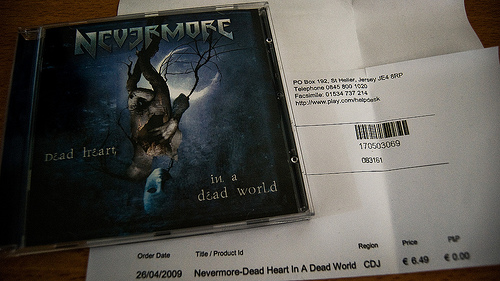 NEVERMORE
Dead heart,
in a
dead world
PO Box 192, St Helier, Jersey JE4 8RP
Telephone 0845 800 1020
Facsimile: 01534 737 214
http://www.play.com/helpdesk
170503069
083161
Order Date Title / Product Id Region Price P&P
26/04/2009 Nevermore-Dead Heart In A Dead World CDJ € 6.49 € 0.00